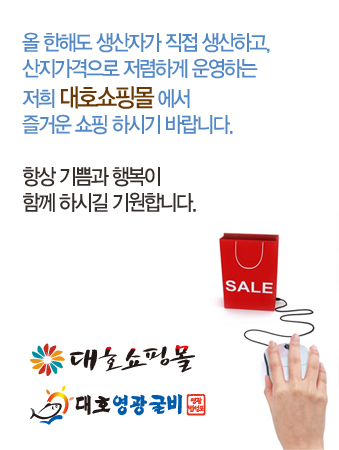 올 한해도 생산자가 직접 생산하고,
산지가격으로 저렴하게 운영하는
저희 대호쇼핑몰 에서
즐거운 쇼핑 하시기 바랍니다.
항상 기쁨과 행복이
함께 하시길 기원합니다.
SALE
대호쇼핑몰
대호영광굴비